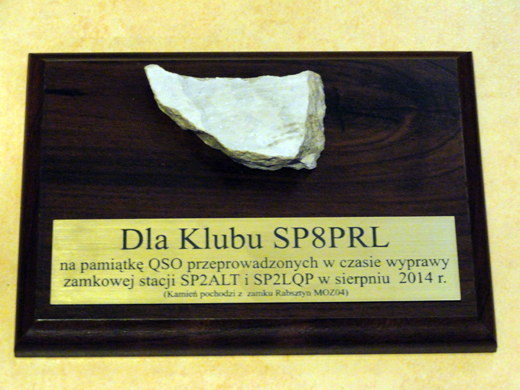 Dla Klubu SP8PRL
na pamiątkę QSO przeprowadzonych w czasie wyprawy
zamkowej stacji SP2ALT i SP2LQP w sierpniu 2014 r.
(Kamień pochodzi z zamku Rabsztyn MOZ04)